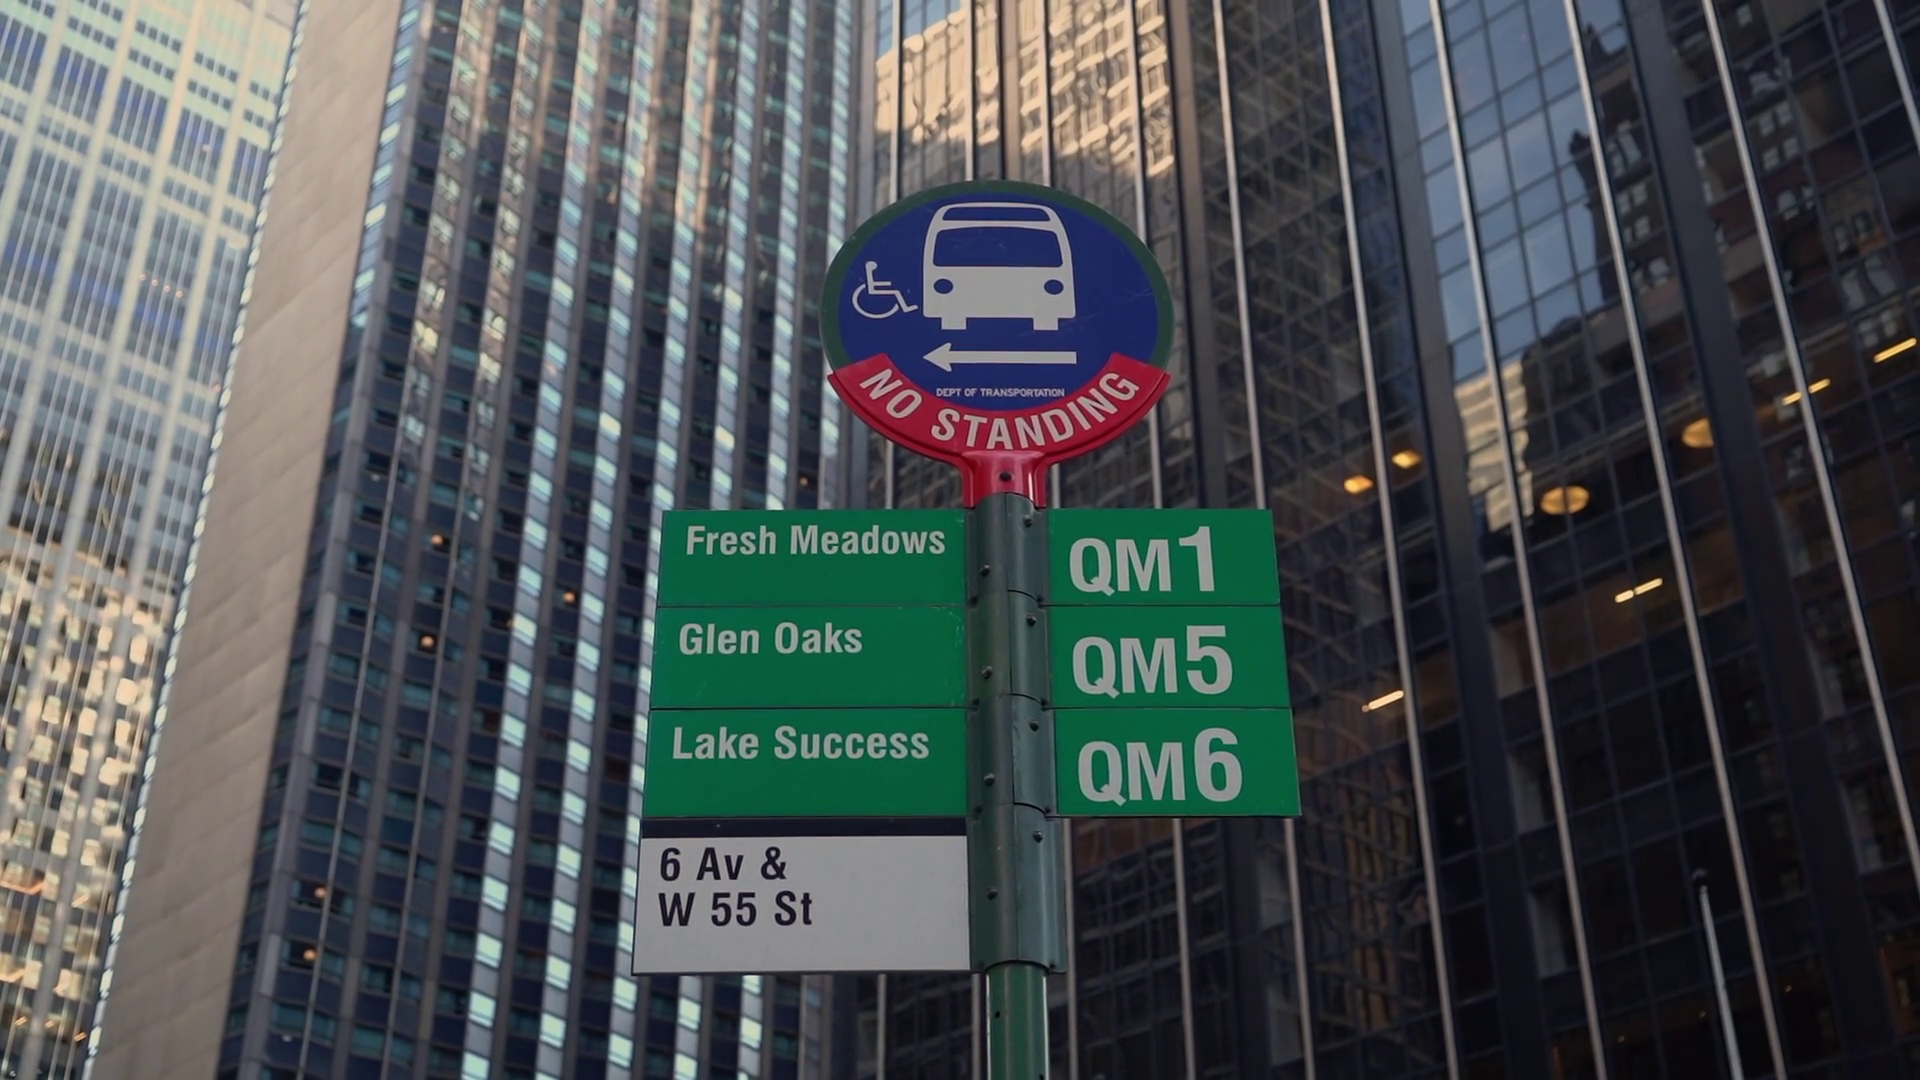 DEPT OF TRANSPORTATION
NO STANDING
Fresh Meadows QM1
Glen Oaks QM5
Lake Success QM6
6 Av &
W 55 St